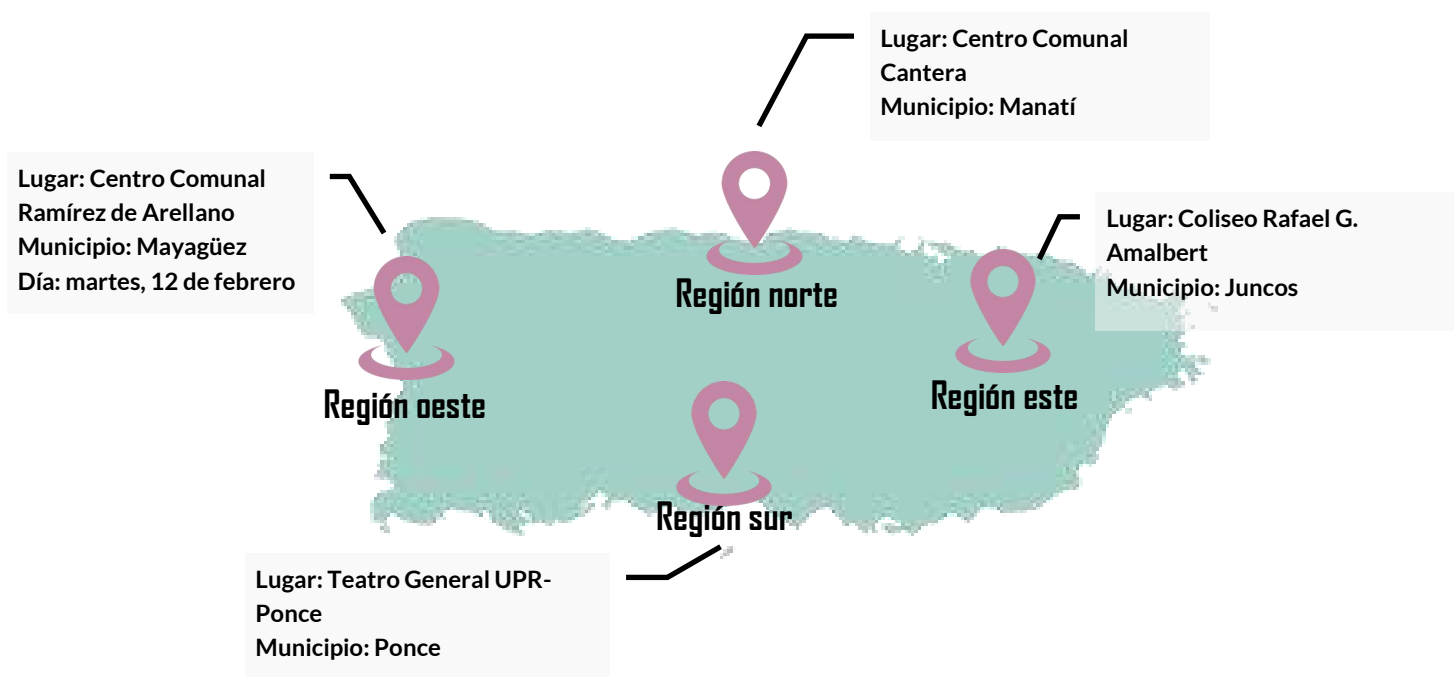 Lugar: Centro Comunal
Cantera
Municipio: Manatí
Lugar: Centro Comunal
Ramírez de Arellano
Municipio: Mayagüez
Día: martes, 12 de febrero
Lugar: Coliseo Rafael G.
Amalbert
Municipio: Juncos
Región norte
Región oeste
Región este
Región sur
Lugar: Teatro General UPR-
Ponce
Municipio: Ponce